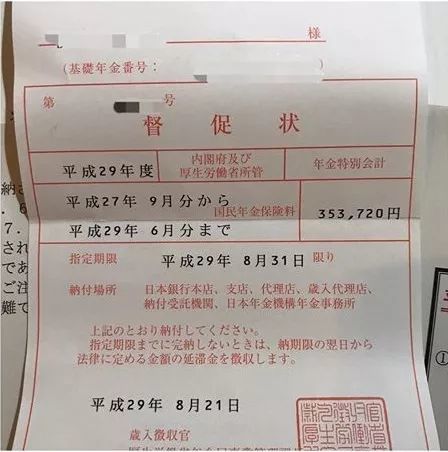 様
(基礎年金番号:
第 号
督促状
平成29年度 内閣府及び厚生労働省所管 年金特別会計
平成27年 9月分から
国民年金保険料 353,720円
平成29年 6月分まで
指定期限 平成29年 8月31日 限り
納付場所 日本銀行本店、支店、代理店、歳入代理店、
納付受託機関、日本年金機構年金事務所
上記のとおり納付してください。
指定期限までに完納しないときは、納期限の翌日から
法律に定める金額の延滞金を徴収します。
平成29年 8月21日
歳入徴収官